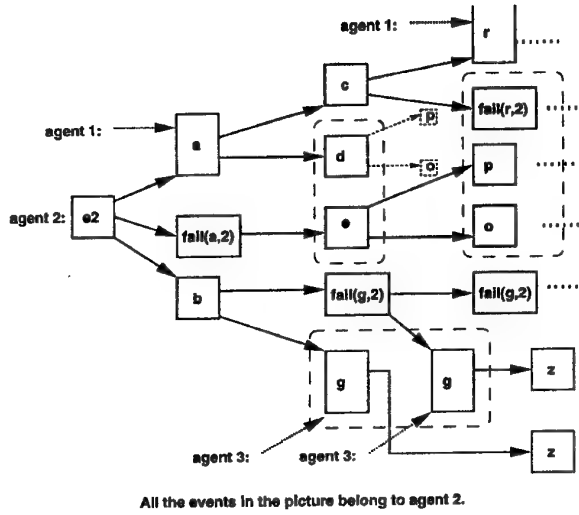 agent 1:
r
c
fail(r,2)
p
agent 1:
a
d
o
p
agent 2:
e2
fail(a,2)
e
o
b
fail(g,2)
fail(g,2)
g
g
z
agent 3:
agent 3:
z
All the events in the picture belong to agent 2.